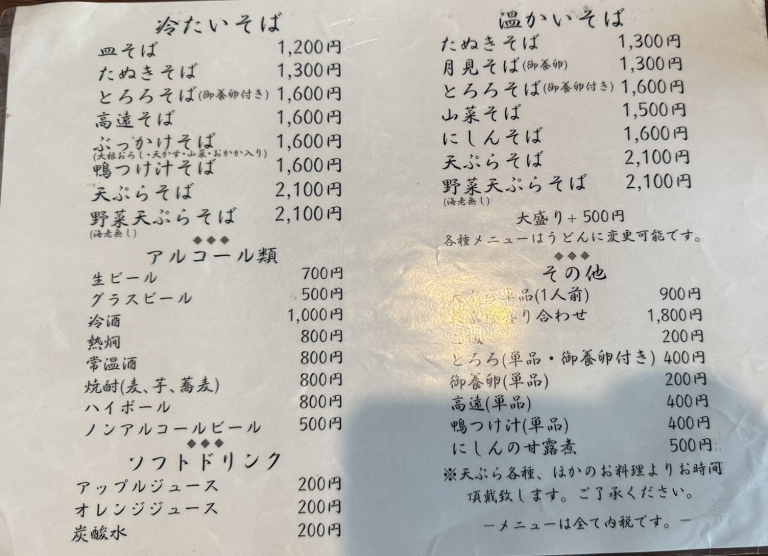 冷たいそば
皿そば 1,200円
たぬきそば 1,300円
とろろそば(御養卵付き) 1,600円
高遠そば 1,600円
ぶっかけそば 1,600円
(大根おろし・天かす・山菜・おかか入り)
鴨つけ汁そば 1,600円
天ぷらそば 2,100円
野菜天ぷらそば 2,100円
(海老無し)
アルコール類
生ビール 700円
グラスビール 500円
冷酒 1,000円
熱燗 800円
常温酒 800円
焼酎(麦、芋、蕎麦) 800円
ハイボール 800円
ノンアルコールビール 500円
ソフトドリンク
アップルジュース 200円
オレンジジュース 200円
炭酸水 200円
温かいそば
たぬきそば 1,300円
月見そば(御養卵) 1,300円
とろろそば(御養卵付き) 1,600円
山菜そば 1,500円
にしんそば 1,600円
天ぷらそば 2,100円
野菜天ぷらそば 2,100円
(海老無し)
大盛り+500円
各種メニューはうどんに変更可能です。
その他
単品(1人前) 900円
り合わせ 1,800円
200円
とろろ(単品・御養卵付き) 400円
御養卵(単品) 200円
高遠(単品) 400円
鴨つけ汁(単品) 400円
にしんの甘露煮 500円
※天ぷら各種、ほかのお料理よりお時間
頂戴致します。ご了承ください。
－メニューは全て内税です。－